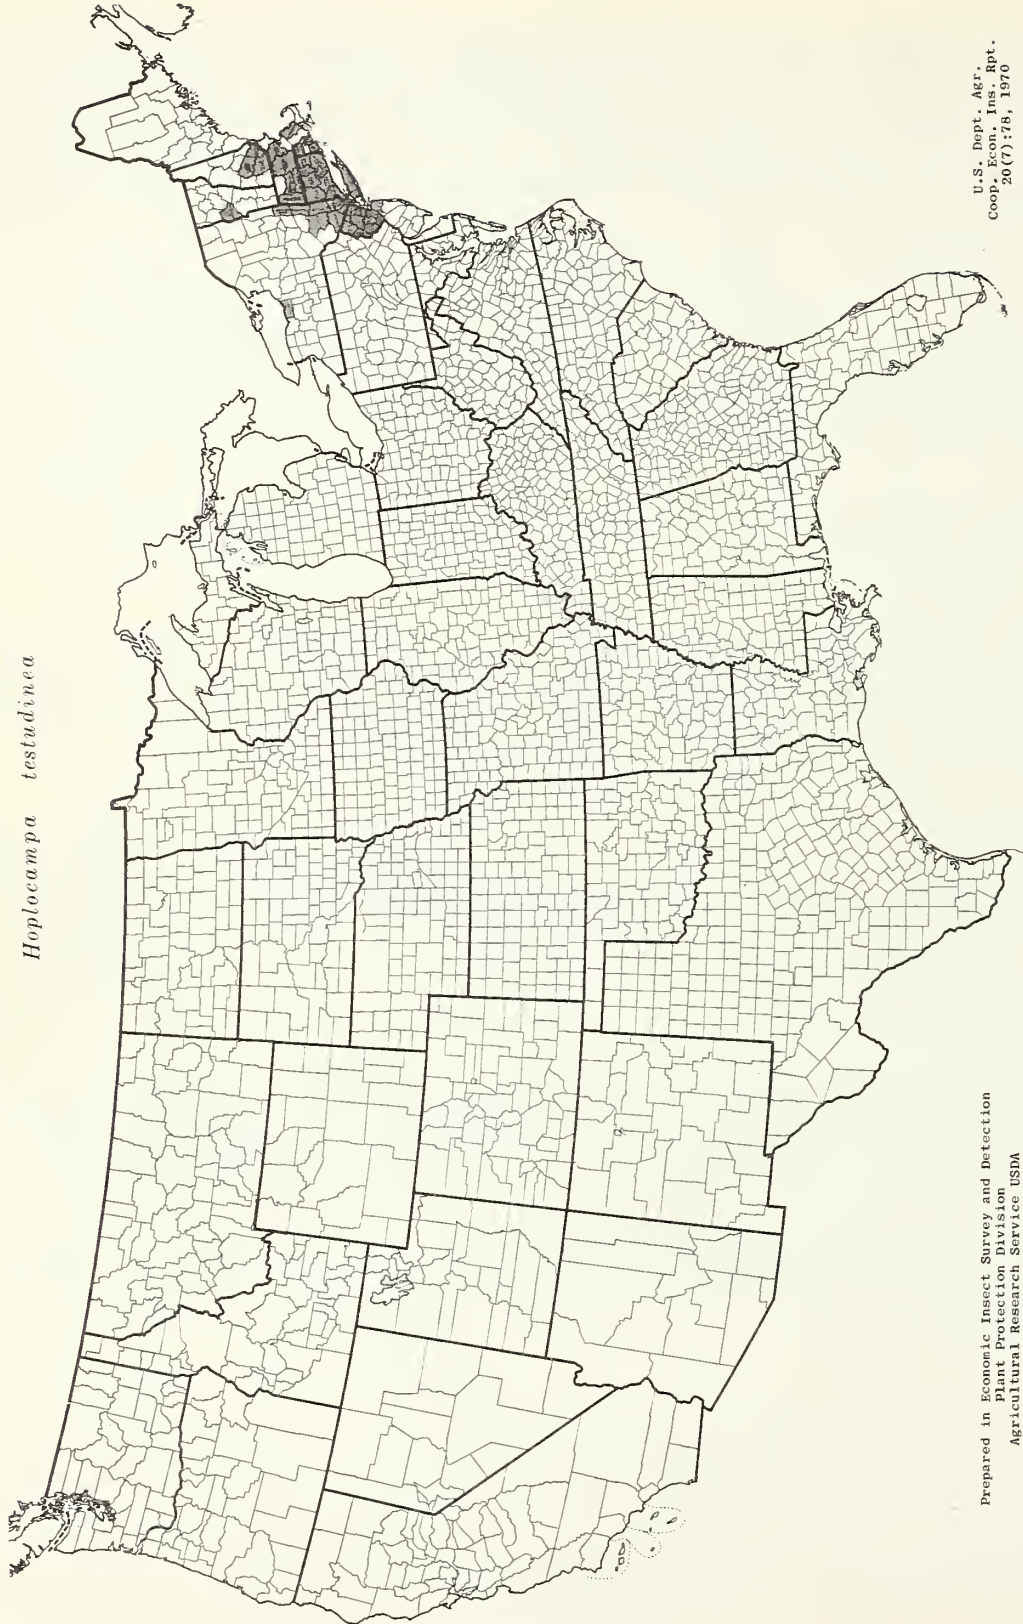 Hoplocampa testudinea
Prepared in Economic Insect Survey and Detection
Plant Protection Division
Agricultural Research Service USDA
U.S. Dept. Agr.
Coop. Econ. Ins. Rpt.
20(7):78, 1970